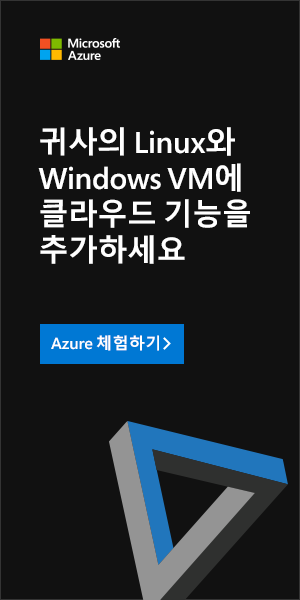 Microsoft
Azure
귀사의 Linux와
Windows VM에
클라우드 기능을
추가하세요
Azure 체험하기>